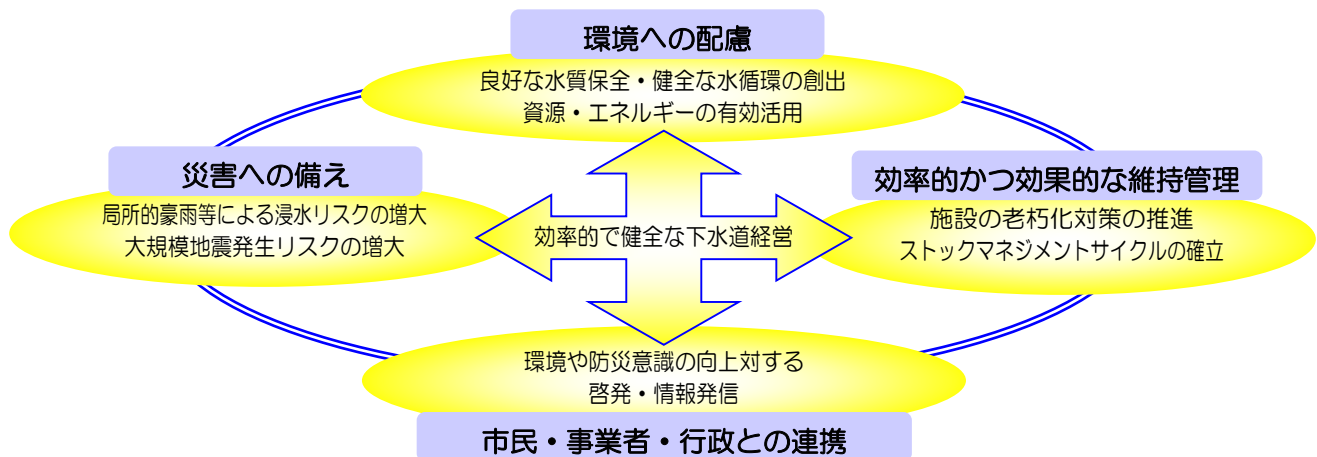 環境への配慮
良好な水質保全・健全な水循環の創出
資源・エネルギーの有効活用
災害への備え
局所的豪雨等による浸水リスクの増大
大規模地震発生リスクの増大
効率的で健全な下水道経営
効率的かつ効果的な維持管理
施設の老朽化対策の推進
ストックマネジメントサイクルの確立
環境や防災意識の向上対する
啓発・情報発信
市民・事業者・行政との連携